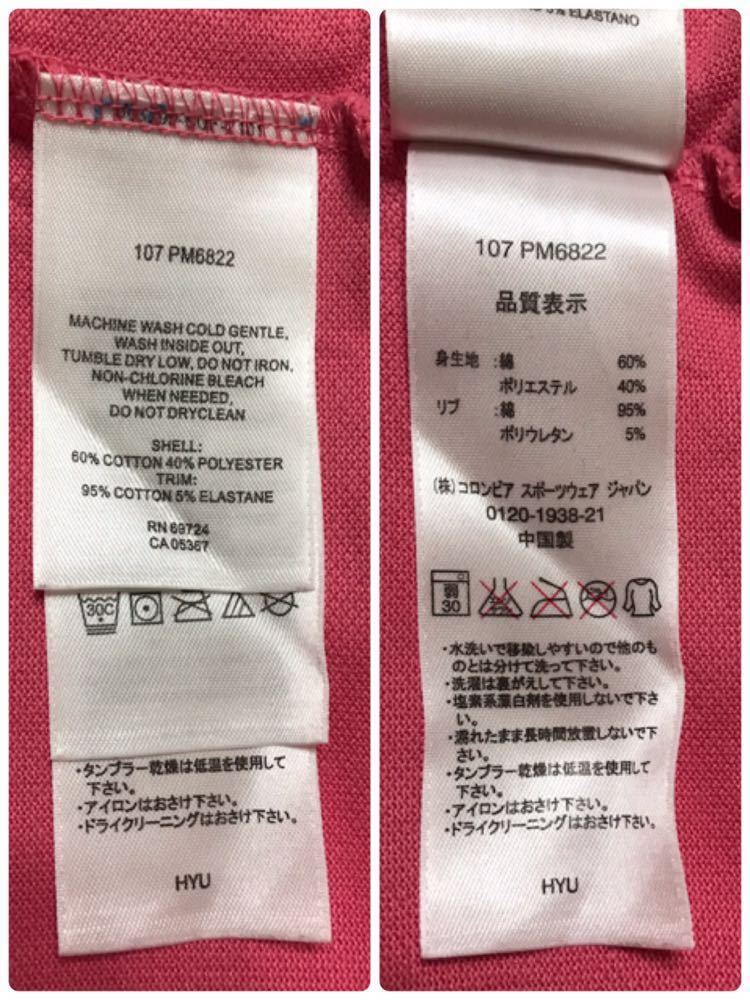 107 PM6822
MACHINE WASH COLD GENTLE,
WASH INSIDE OUT,
TUMBLE DRY LOW, DO NOT IRON,
NON-CHLORINE BLEACH
WHEN NEEDED,
DO NOT DRYCLEAN
SHELL:
60% COTTON 40% POLYESTER
TRIM:
95% COTTON 5% ELASTANE
RN 69724
CA 05367
30C
・タンブラー乾燥は低温を使用して
下さい。
・アイロンはおさけ下さい。
・ドライクリーニングはおさけ下さい。
HYU
5% ELASTANO
107 PM6822
品質表示
身生地 :綿 60%
ポリエステル 40%
リブ :綿 95%
ポリウレタン 5%
(株)コロンビア スポーツウェア ジャパン
0120-1938-21
中国製
弱
30
・水洗いで移染しやすいので他のも
のとは分けて洗って下さい。
・洗濯は裏がえして下さい。
・塩素系漂白剤を使用しないで下さ
い。
・濡れたまま長時間放置しないで下
さい。
・タンブラー乾燥は低温を使用して
下さい。
・アイロンはおさけ下さい。
・ドライクリーニングはおさけ下さい。
HYU